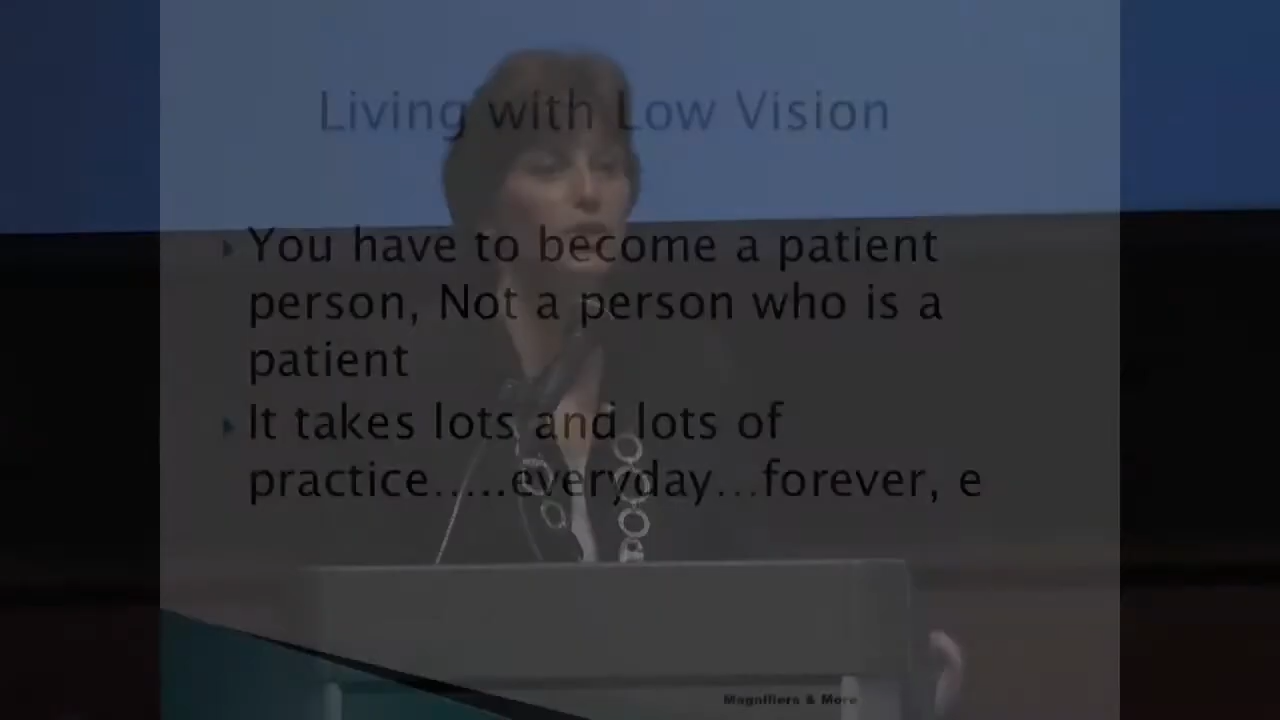 Living with Low Vision
You have to become a patient
person, Not a person who is a
patient
It takes lots and lots of
practice.....everyday...forever, e
Magnifiers & More